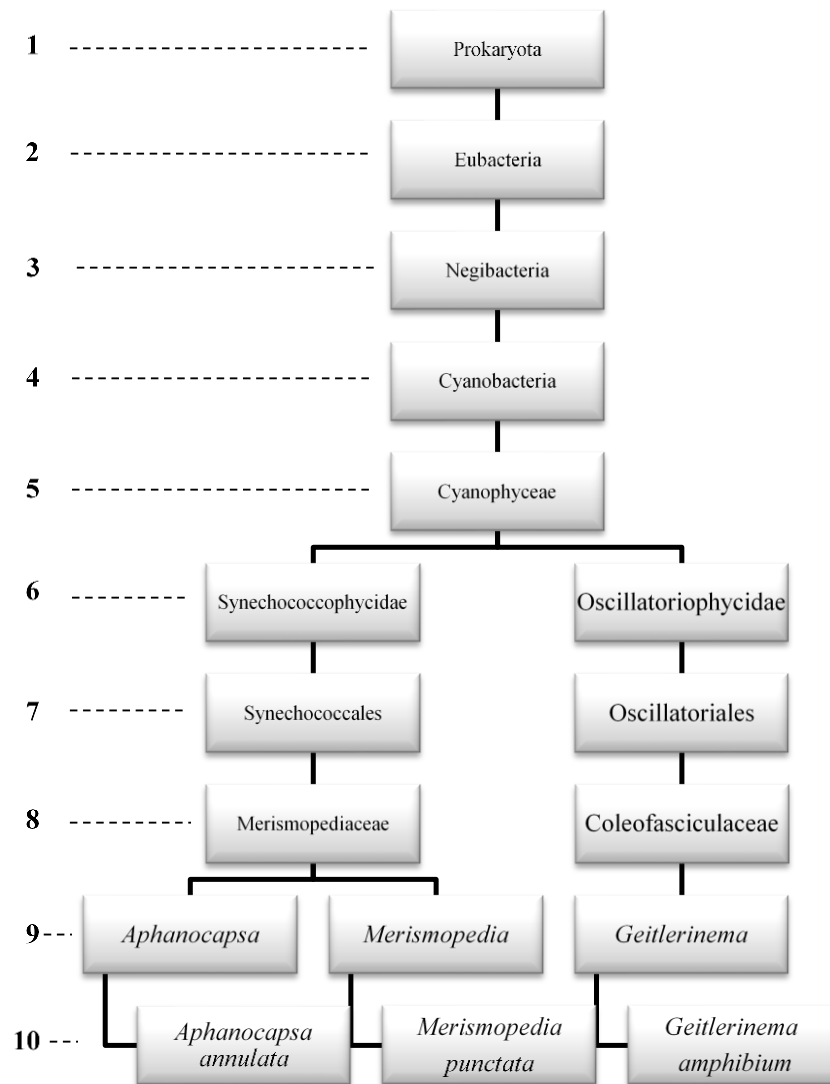 1
Prokaryota
2
Eubacteria
3
Negibacteria
4
Cyanobacteria
5
Cyanophyceae
6
Synechococcophycidae
Oscillatoriophycidae
7
Synechococcales
Oscillatoriales
8
Merismopediaceae
Coleofasciculaceae
9
Aphanocapsa
Merismopedia
Geitlerinema
10
Aphanocapsa
annulata
Merismopedia
punctata
Geitlerinema
amphibium